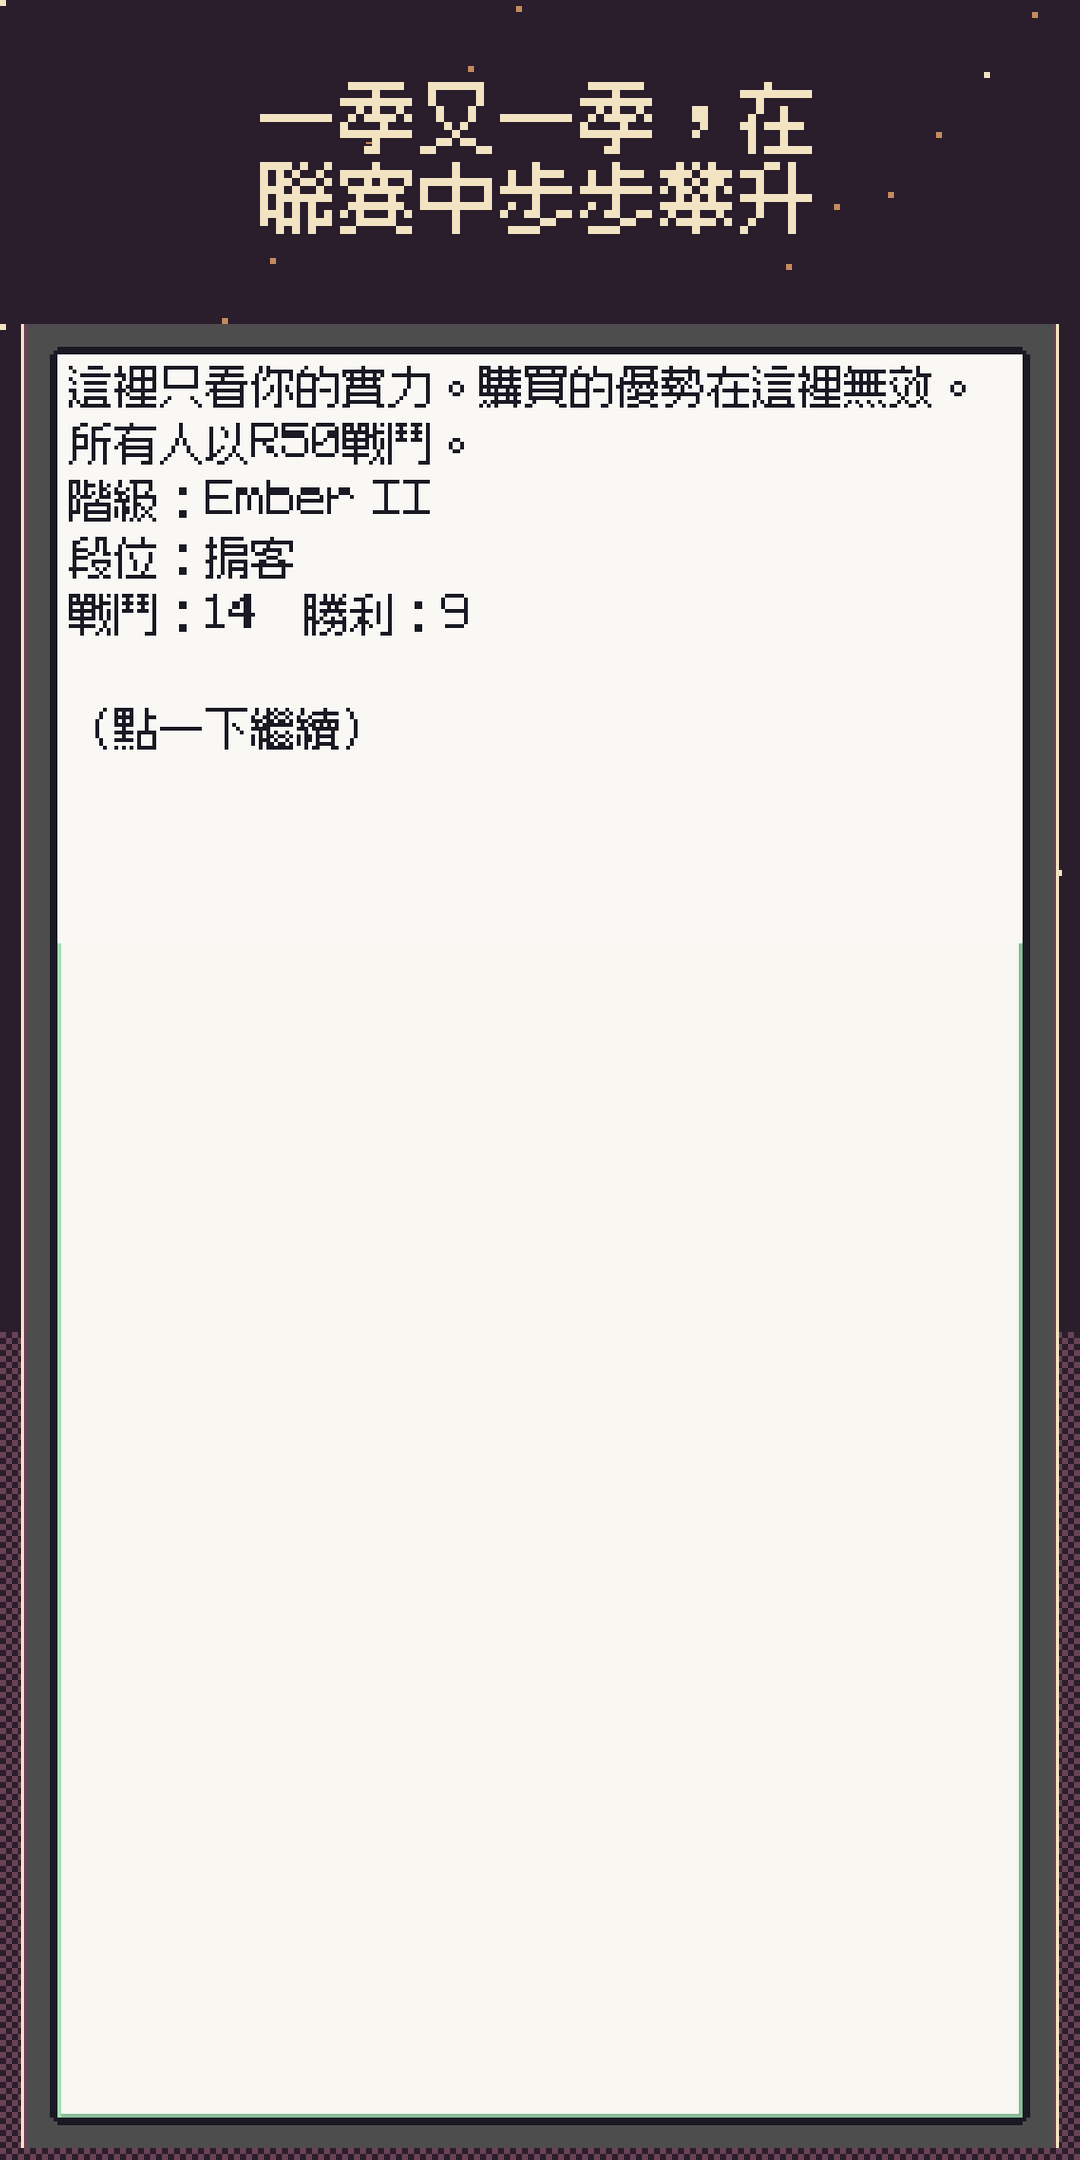 一季又一季，在
聯賽中步步攀升
這裡只看你的實力。購買的優勢在這裡無效。
所有人以R50戰鬥。
階級：Ember II
段位：掮客
戰鬥：14　勝利：9
（點一下繼續）